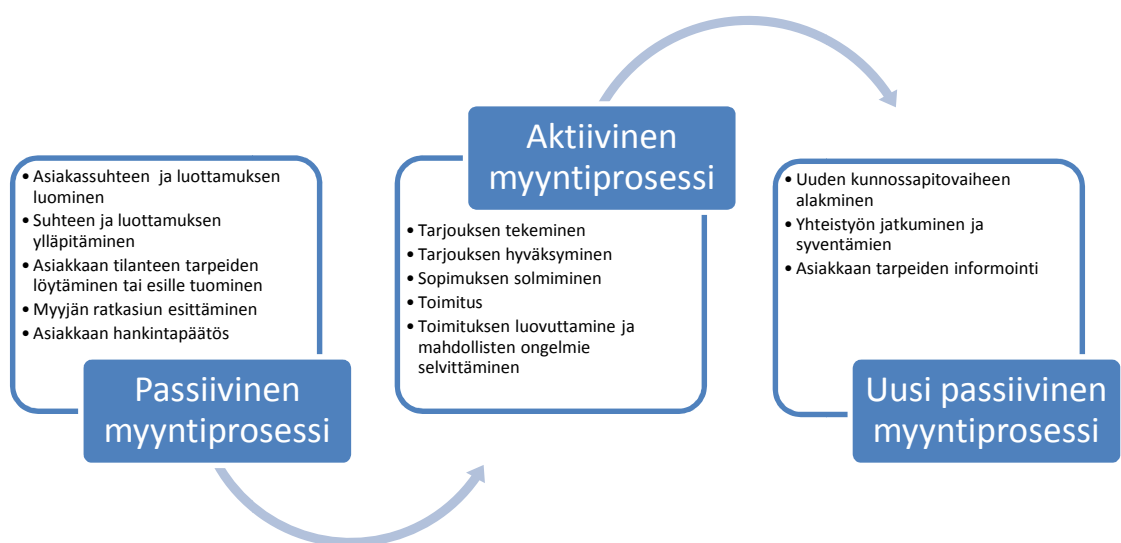 • Asiakassuhteen ja luottamuksen
luominen
• Suhteen ja luottamuksen
ylläpitäminen
• Asiakkaan tilanteen tarpeiden
löytäminen tai esille tuominen
• Myyjän ratkasiun esittäminen
• Asiakkaan hankintapäätös
Passiivinen
myyntiprosessi
Aktiivinen
myyntiprosessi
• Tarjouksen tekeminen
• Tarjouksen hyväksyminen
• Sopimuksen solmiminen
• Toimitus
• Toimituksen luovuttamine ja
mahdollisten ongelmie
selvittäminen
• Uuden kunnossapitovaiheen
alakminen
• Yhteistyön jatkuminen ja
syventämien
• Asiakkaan tarpeiden informointi
Uusi passiivinen
myyntiprosessi